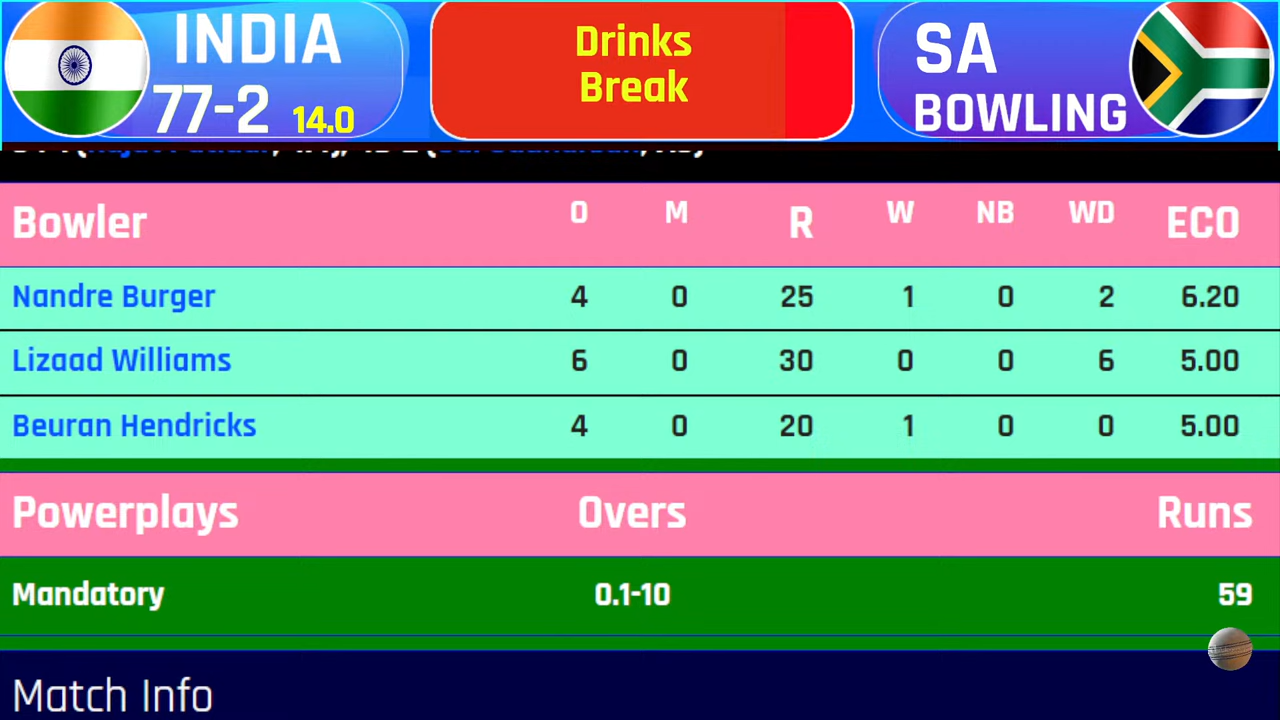 INDIA
77-2 14.0
Drinks
Break
SA
BOWLING
Bowler O M R W NB WD ECO
Nandre Burger 4 0 25 1 0 2 6.20
Lizaad Williams 6 0 30 0 0 6 5.00
Beuran Hendricks 4 0 20 1 0 0 5.00
Powerplays Overs Runs
Mandatory 0.1-10 59
Match Info